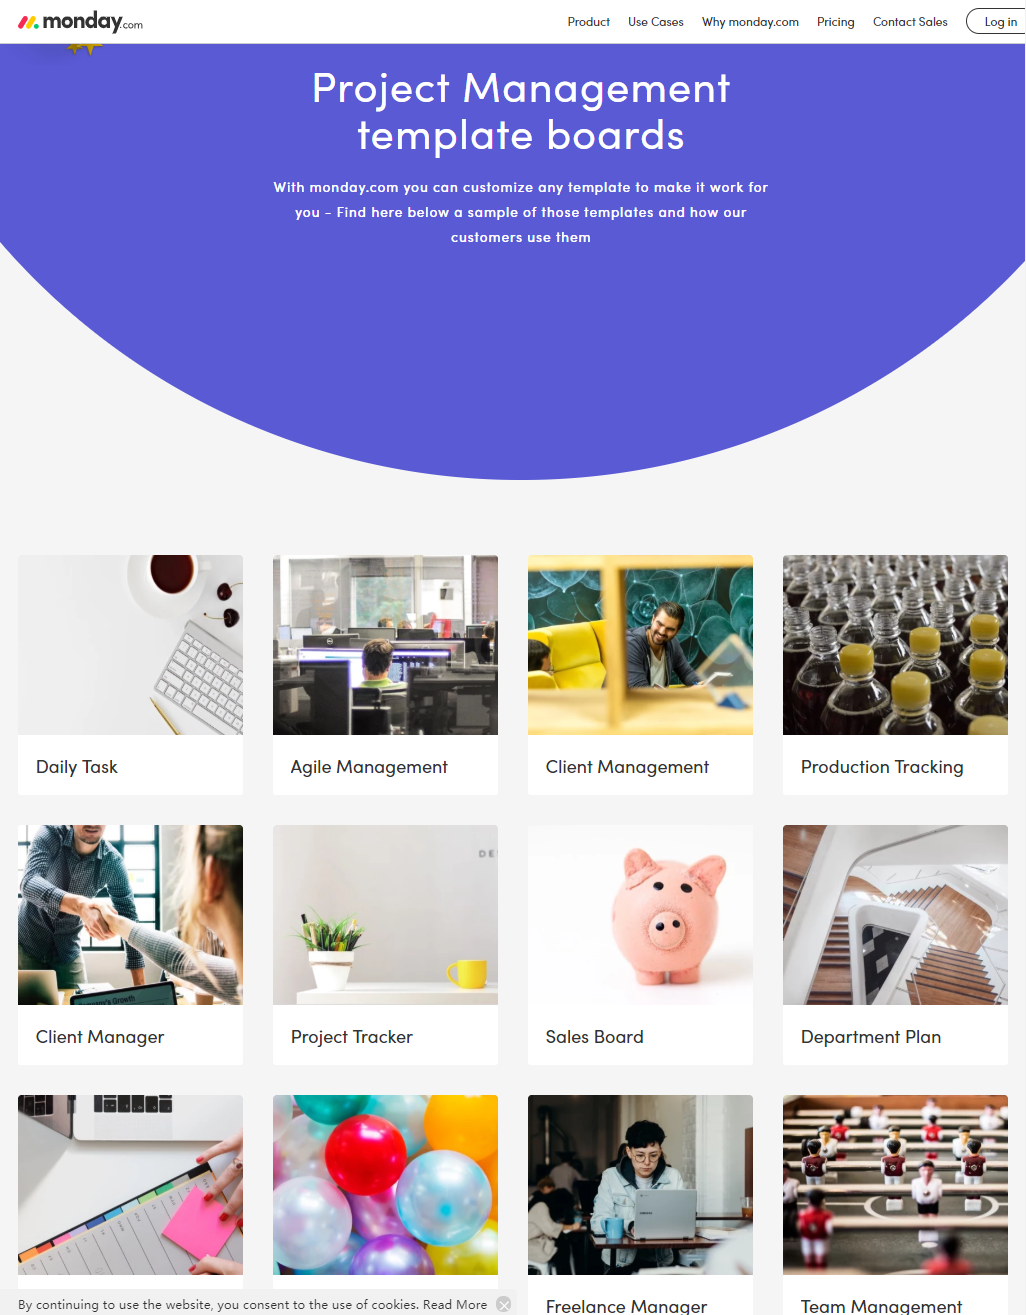 monday.com
Product Use Cases Why monday.com Pricing Contact Sales Log in
Project Management
template boards
With monday.com you can customize any template to make it work for
you – Find here below a sample of those templates and how our
customers use them
Daily Task
Agile Management
Client Management
Production Tracking
Client Manager
Project Tracker
Sales Board
Department Plan
Freelance Manager
Team Management
By continuing to use the website, you consent to the use of cookies. Read More